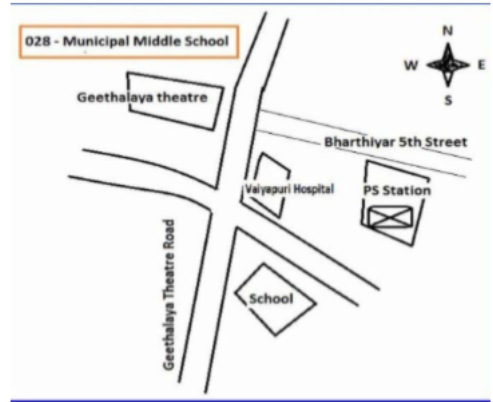 028 - Municipal Middle School
N
W E
S
Geethalaya theatre
Bharthiyar 5th Street
Vaiyapuri Hospital
PS Station
Geethalaya Theatre Road
School